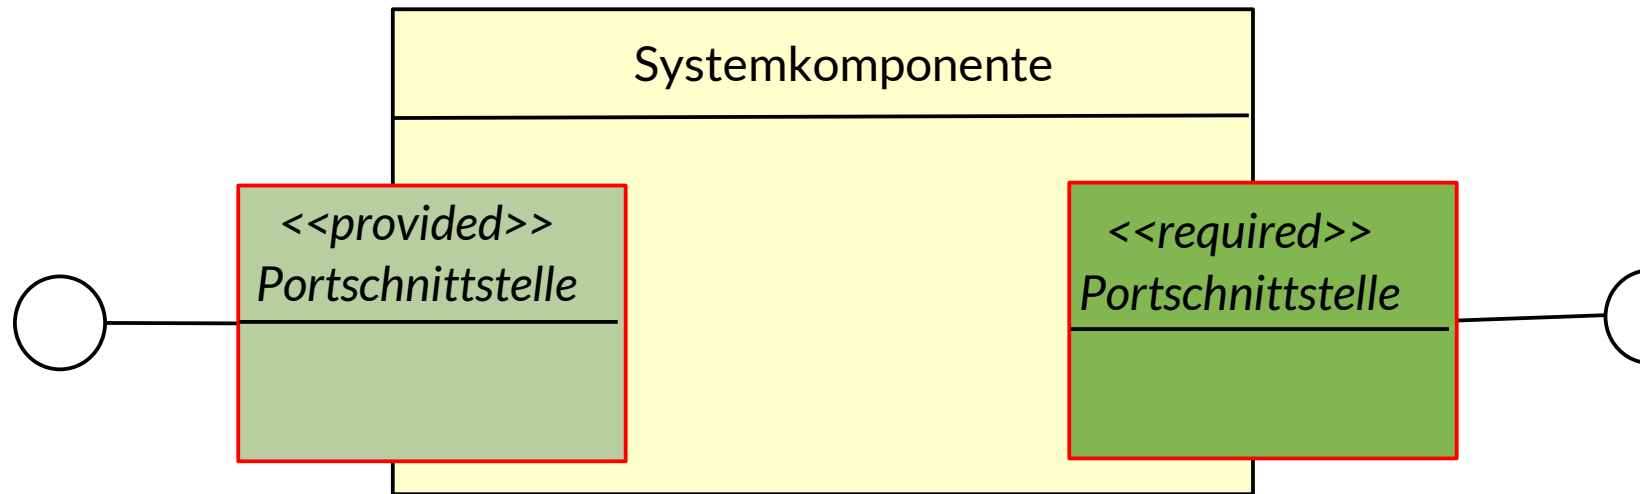 Systemkomponente
<<provided>>
Portschnittstelle
<<required>>
Portschnittstelle